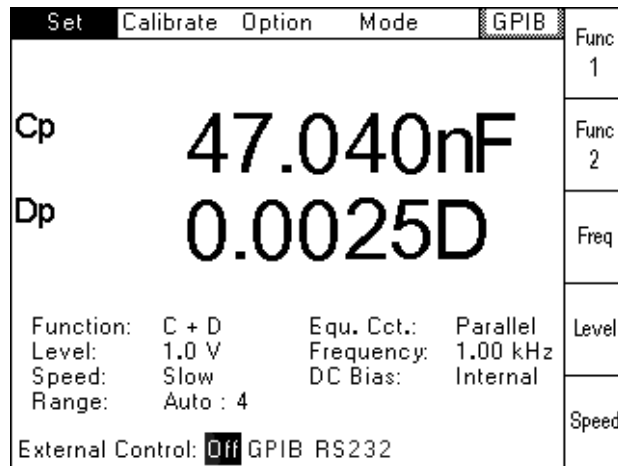 Set Calibrate Option Mode GPIB
Func
1
Cp 47.040nF
Func
2
Dp 0.0025D
Freq
Function: C + D Equ. Cct.: Parallel
Level: 1.0 V Frequency: 1.00 kHz
Level
Speed: Slow DC Bias: Internal
Range: Auto : 4
Speed
External Control: Off GPIB RS232